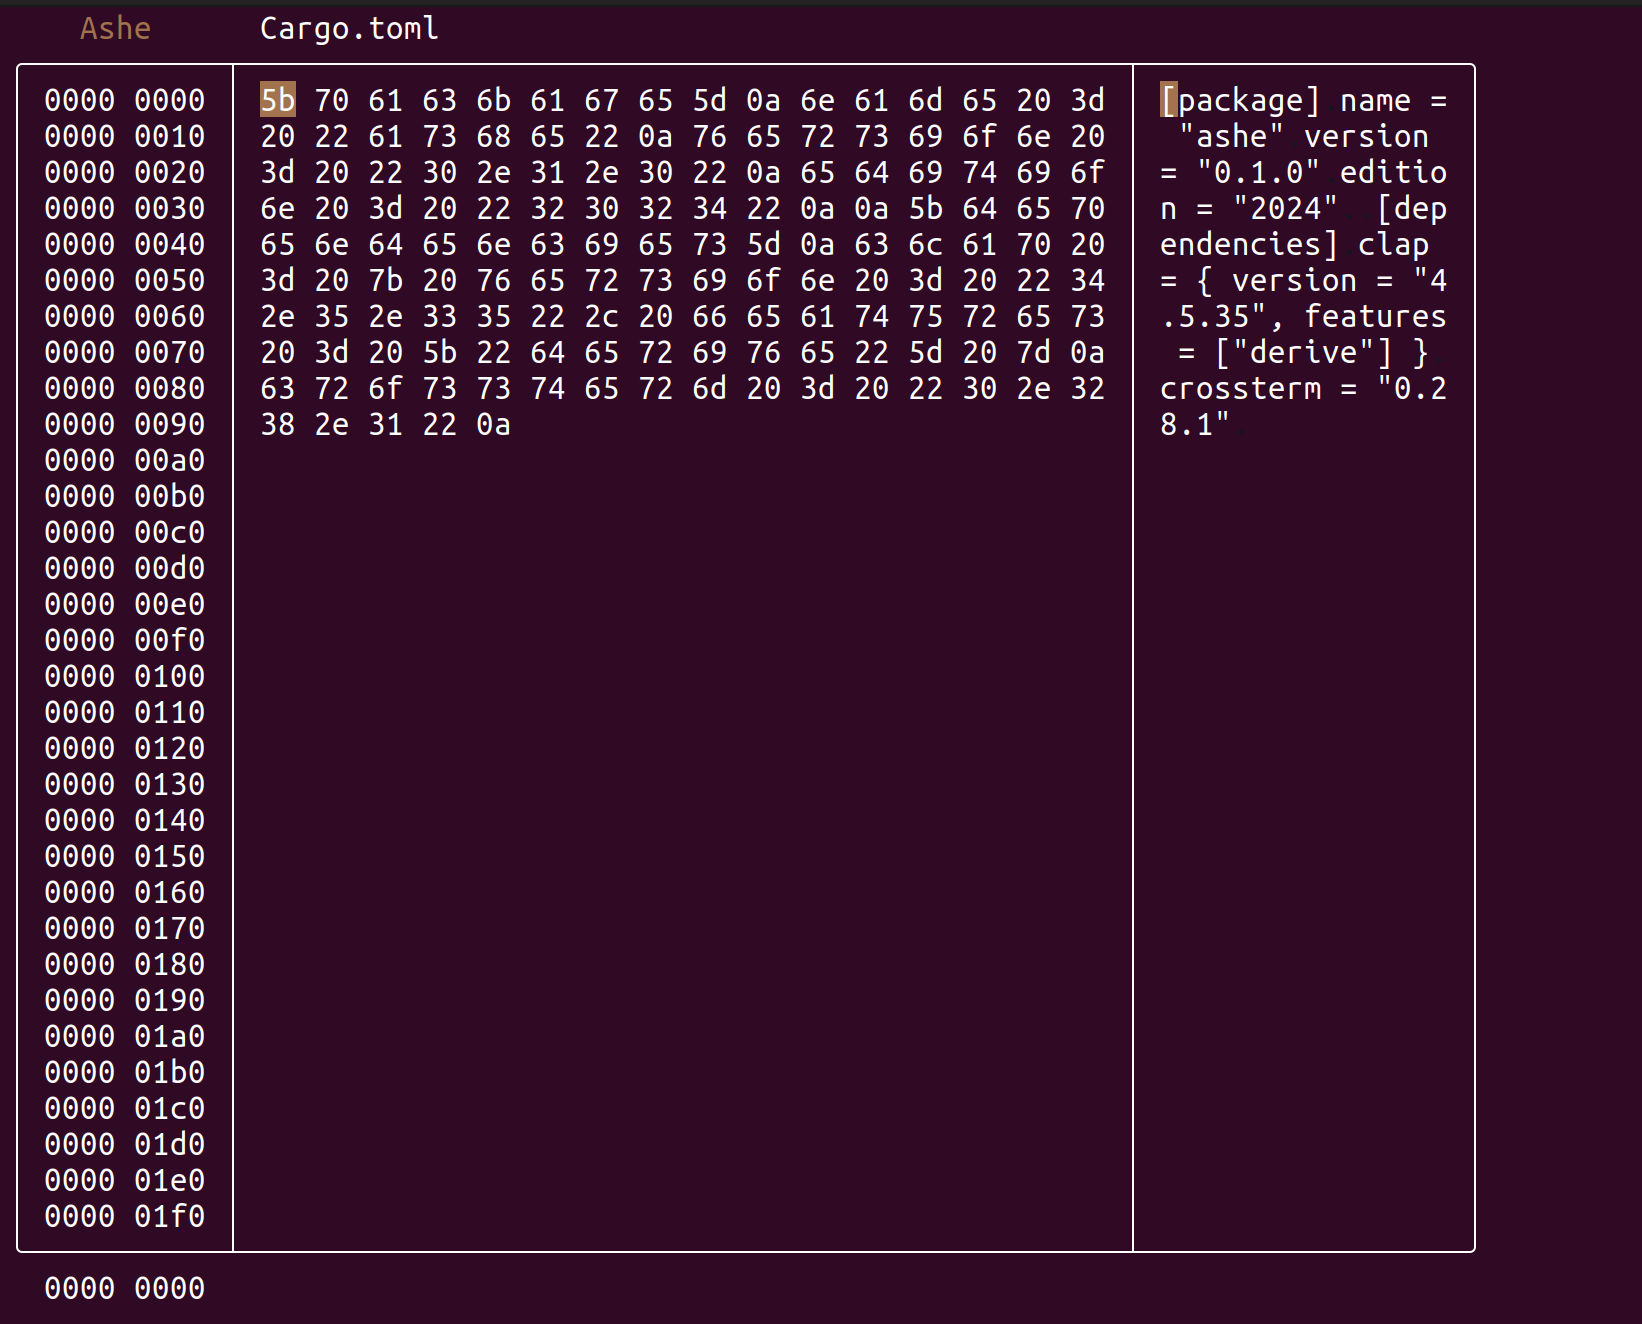 Ashe Cargo.toml
0000 0000 5b 70 61 63 6b 61 67 65 5d 0a 6e 61 6d 65 20 3d [package] name =
0000 0010 20 22 61 73 68 65 22 0a 76 65 72 73 69 6f 6e 20 "ashe" version
0000 0020 3d 20 22 30 2e 31 2e 30 22 0a 65 64 69 74 69 6f = "0.1.0" editio
0000 0030 6e 20 3d 20 22 32 30 32 34 22 0a 0a 5b 64 65 70 n = "2024". .[dep
0000 0040 65 6e 64 65 6e 63 69 65 73 5d 0a 63 6c 61 70 20 endencies].clap
0000 0050 3d 20 7b 20 76 65 72 73 69 6f 6e 20 3d 20 22 34 = { version = "4
0000 0060 2e 35 2e 33 35 22 2c 20 66 65 61 74 75 72 65 73 .5.35", features
0000 0070 20 3d 20 5b 22 64 65 72 69 76 65 22 5d 20 7d 0a = ["derive"] }
0000 0080 63 72 6f 73 73 74 65 72 6d 20 3d 20 22 30 2e 32 crossterm = "0.2
0000 0090 38 2e 31 22 0a 8.1".
0000 00a0
0000 00b0
0000 00c0
0000 00d0
0000 00e0
0000 00f0
0000 0100
0000 0110
0000 0120
0000 0130
0000 0140
0000 0150
0000 0160
0000 0170
0000 0180
0000 0190
0000 01a0
0000 01b0
0000 01c0
0000 01d0
0000 01e0
0000 01f0
0000 0000